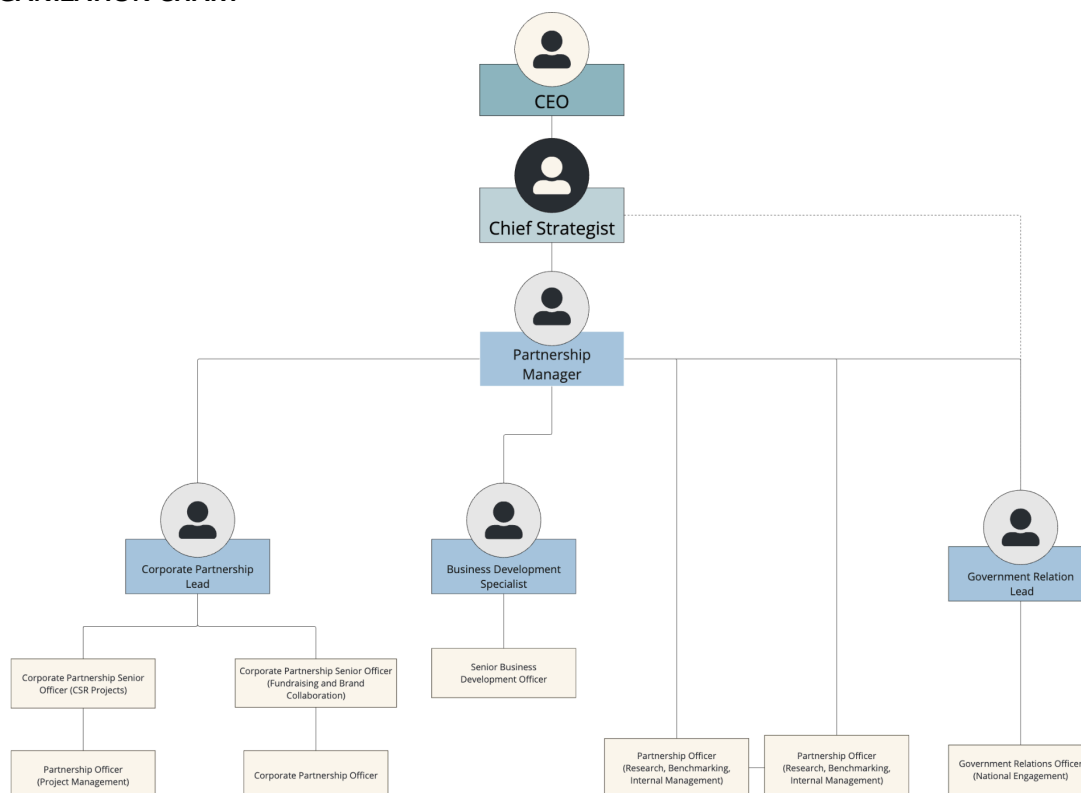 CEO
Chief Strategist
Partnership
Manager
Corporate Partnership
Lead
Business Development
Specialist
Government Relation
Lead
Corporate Partnership Senior
Officer (CSR Projects)
Corporate Partnership Senior Officer
(Fundraising and Brand
Collaboration)
Senior Business
Development Officer
Partnership Officer
(Project Management)
Corporate Partnership Officer
Partnership Officer
(Research, Benchmarking,
Internal Management)
Partnership Officer
(Research, Benchmarking,
Internal Management)
Government Relations Officer
(National Engagement)